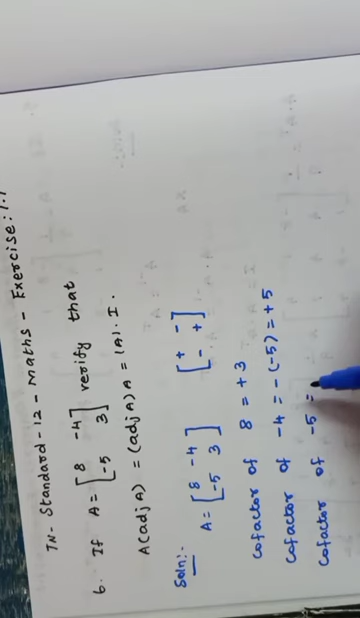 TN - Standard - 12 - Maths - Exercise: 1.1
6. If A = [8 -4
-5 3] verify that
A(adj A) = (adj A)A = |A|. I.
Soln:-
A = [8 -4
-5 3] [+ -
- +]
Cofactor of 8 = +3
Cofactor of -4 = -(-5) = +5
Cofactor of -5 =